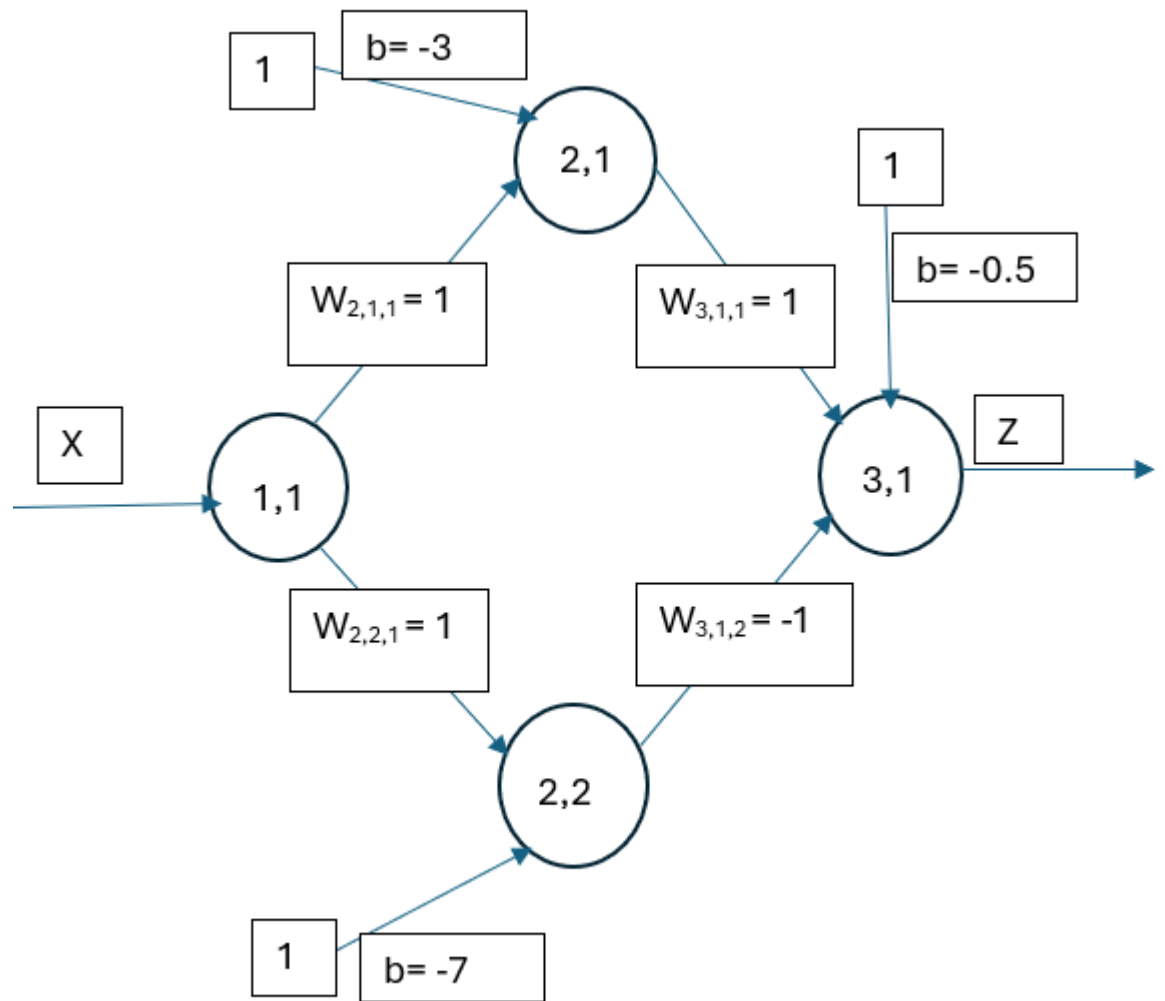 b= -3
1
2,1
1
b= -0.5
W2,1,1 = 1
W3,1,1 = 1
X
Z
1,1
3,1
W2,2,1 = 1
W3,1,2 = -1
2,2
1
b= -7